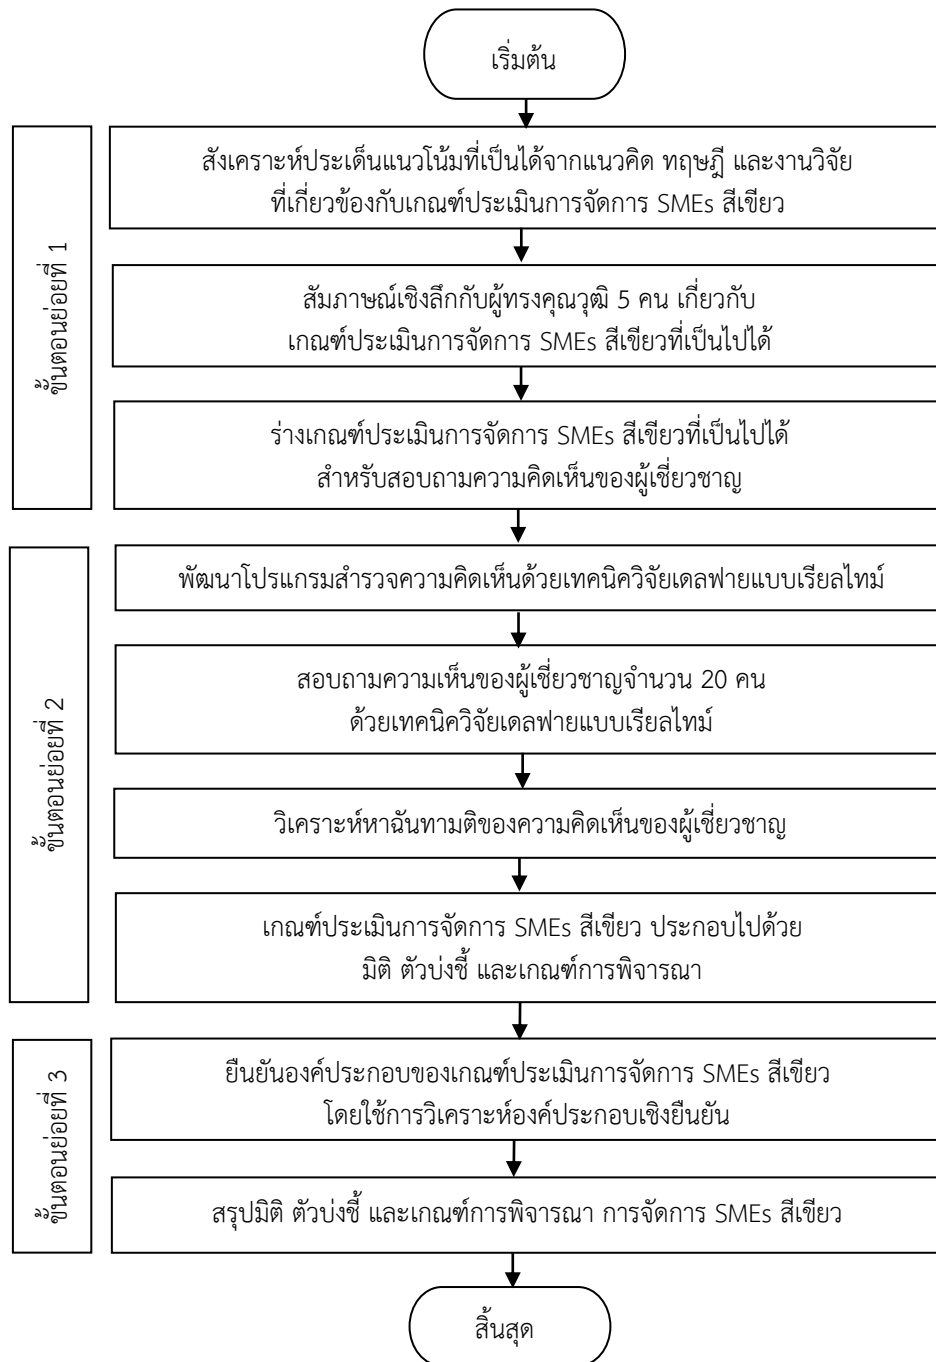 เริ่มต้น
ขั้นตอนย่อยที่ 1
สังเคราะห์ประเด็นแนวโน้มที่เป็นได้จากแนวคิด ทฤษฎี และงานวิจัย
ที่เกี่ยวข้องกับเกณฑ์ประเมินการจัดการ SMEs สีเขียว
สัมภาษณ์เชิงลึกกับผู้ทรงคุณวุฒิ 5 คน เกี่ยวกับ
เกณฑ์ประเมินการจัดการ SMEs สีเขียวที่เป็นไปได้
ร่างเกณฑ์ประเมินการจัดการ SMEs สีเขียวที่เป็นไปได้
สำหรับสอบถามความคิดเห็นของผู้เชี่ยวชาญ
ขั้นตอนย่อยที่ 2
พัฒนาโปรแกรมสำรวจความคิดเห็นด้วยเทคนิควิจัยเดลฟายแบบเรียลไทม์
สอบถามความเห็นของผู้เชี่ยวชาญจำนวน 20 คน
ด้วยเทคนิควิจัยเดลฟายแบบเรียลไทม์
วิเคราะห์หาฉันทามติของความคิดเห็นของผู้เชี่ยวชาญ
เกณฑ์ประเมินการจัดการ SMEs สีเขียว ประกอบไปด้วย
มิติ ตัวบ่งชี้ และเกณฑ์การพิจารณา
ขั้นตอนย่อยที่ 3
ยืนยันองค์ประกอบของเกณฑ์ประเมินการจัดการ SMEs สีเขียว
โดยใช้การวิเคราะห์องค์ประกอบเชิงยืนยัน
สรุปมิติ ตัวบ่งชี้ และเกณฑ์การพิจารณา การจัดการ SMEs สีเขียว
สิ้นสุด